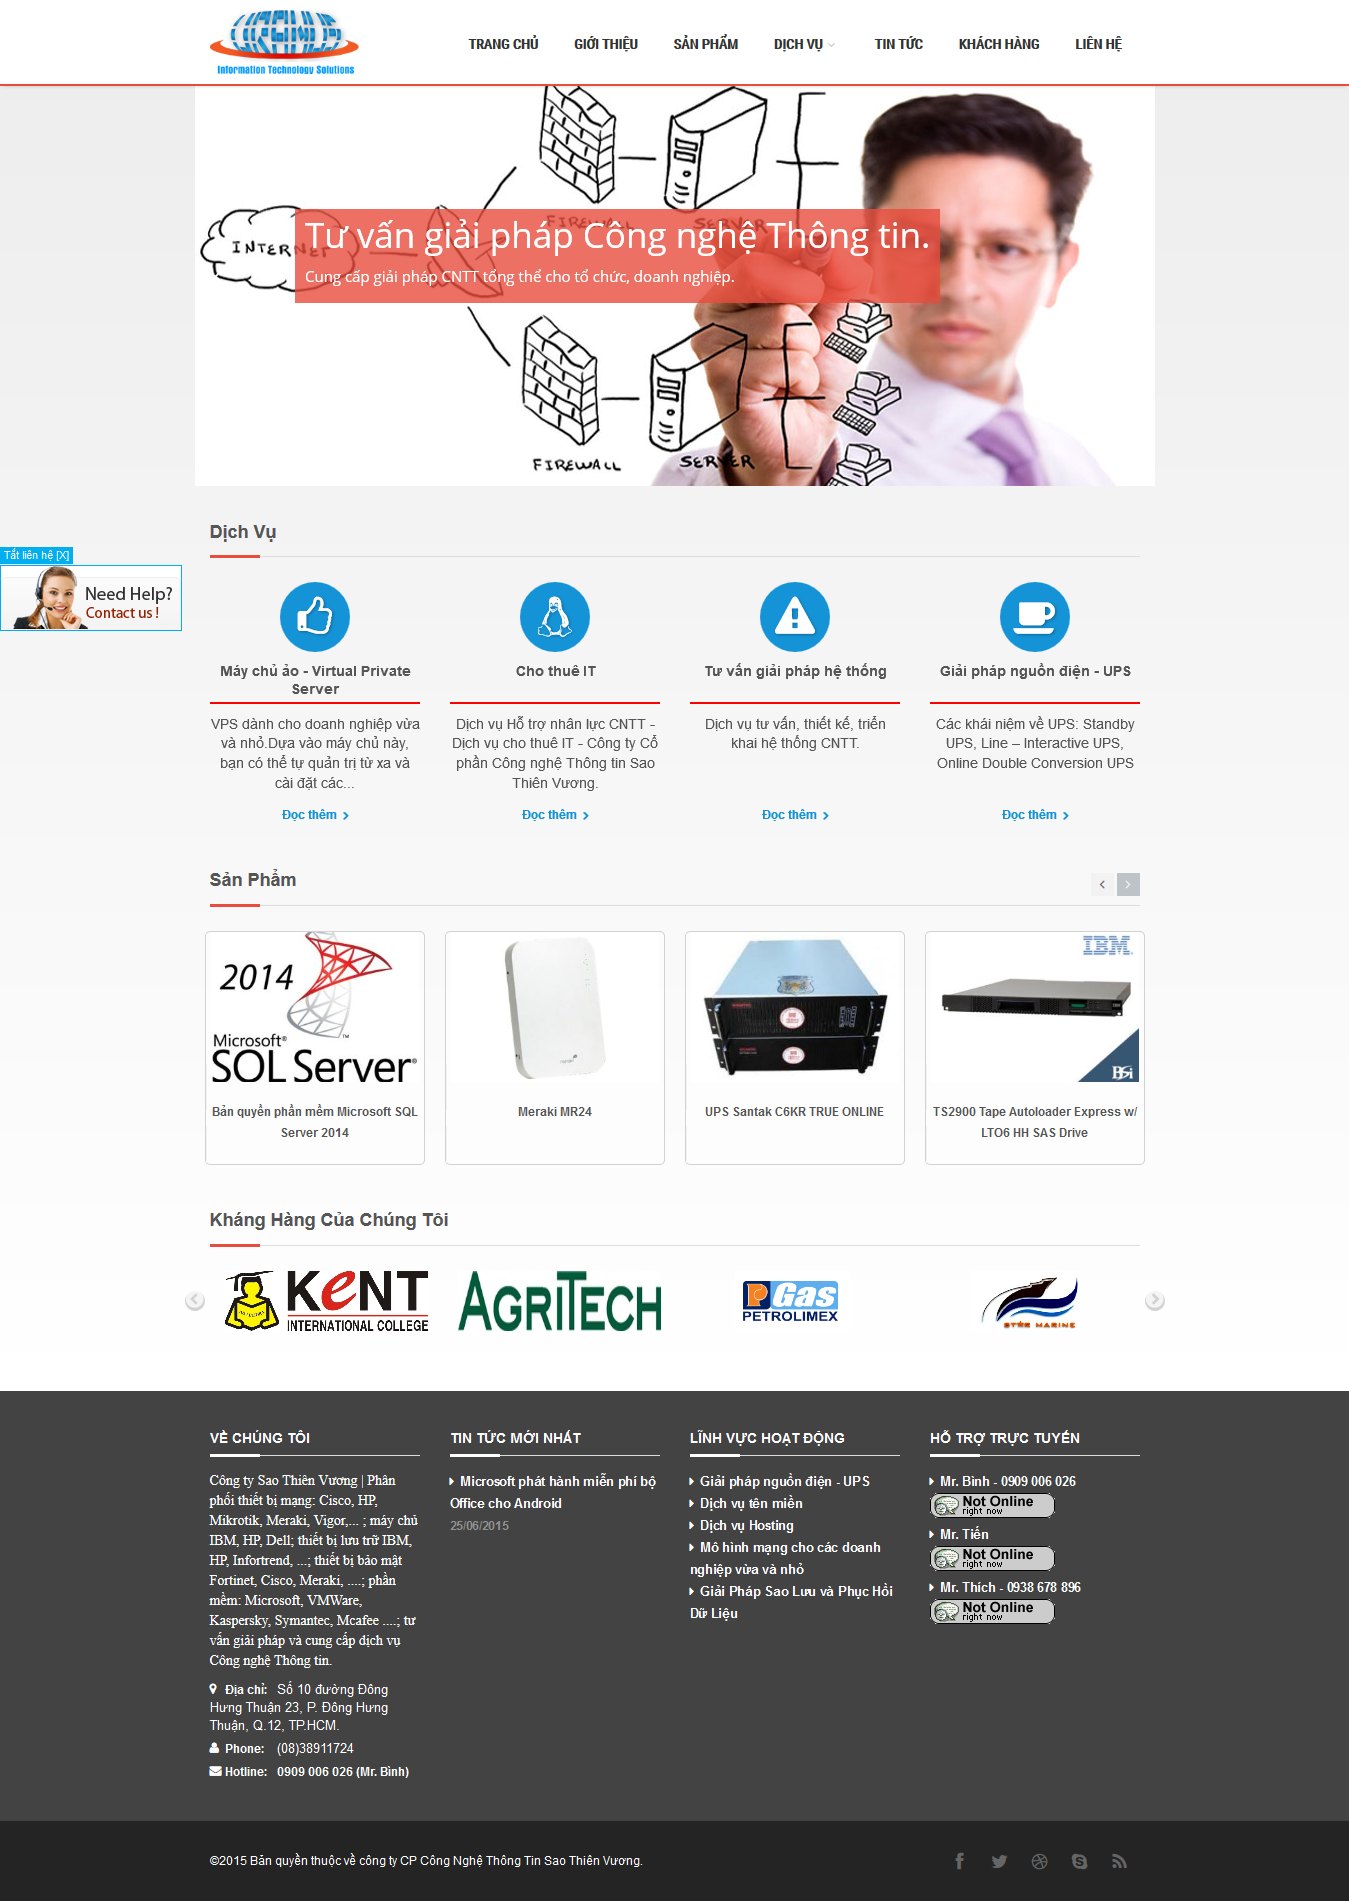 Information Technology Solutions
TRANG CHỦ GIỚI THIỆU SẢN PHẨM DỊCH VỤ TIN TỨC KHÁCH HÀNG LIÊN HỆ
INTERNET
FIREWALL SERVER
Tư vấn giải pháp Công nghệ Thông tin.
Cung cấp giải pháp CNTT tổng thể cho tổ chức, doanh nghiệp.
FIREWALL SERVER
Dịch Vụ
Tắt liên hệ [X]
Need Help?
Contact us !
Máy chủ ảo - Virtual Private
Server
VPS dành cho doanh nghiệp vừa
và nhỏ.Dựa vào máy chủ này,
bạn có thể tự quản trị từ xa và
cài đặt các...
Đọc thêm
Cho thuê IT
Dịch vụ Hỗ trợ nhân lực CNTT -
Dịch vụ cho thuê IT - Công ty Cổ
phần Công nghệ Thông tin Sao
Thiên Vương.
Đọc thêm
Tư vấn giải pháp hệ thống
Dịch vụ tư vấn, thiết kế, triển
khai hệ thống CNTT.
Đọc thêm
Giải pháp nguồn điện - UPS
Các khái niệm về UPS: Standby
UPS, Line – Interactive UPS,
Online Double Conversion UPS
Đọc thêm
Sản Phẩm
2014
Microsoft®
SQL Server®
Bản quyền phần mềm Microsoft SQL
Server 2014
Meraki MR24
UPS Santak C6KR TRUE ONLINE
IBM
BSI
TS2900 Tape Autoloader Express w/
LTO6 HH SAS Drive
Kháng Hàng Của Chúng Tôi
KENT
INTERNATIONAL COLLEGE
AGRITECH
P Gas
PETROLIMEX
STAR MARINE
VỀ CHÚNG TÔI
Công ty Sao Thiên Vương | Phân
phối thiết bị mạng: Cisco, HP,
Mikrotik, Meraki, Vigor,... ; máy chủ
IBM, HP, Dell; thiết bị lưu trữ IBM,
HP, Infortrend, ...; thiết bị bảo mật
Fortinet, Cisco, Meraki, ....; phần
mềm: Microsoft, VMWare,
Kaspersky, Symantec, Mcafee ....; tư
vấn giải pháp và cung cấp dịch vụ
Công nghệ Thông tin.
Địa chỉ: Số 10 đường Đông
Hưng Thuận 23, P. Đông Hưng
Thuận, Q.12, TP.HCM.
Phone: (08)38911724
Hotline: 0909 006 026 (Mr. Bình)
TIN TỨC MỚI NHẤT
Microsoft phát hành miễn phí bộ
Office cho Android
25/06/2015
LĨNH VỰC HOẠT ĐỘNG
Giải pháp nguồn điện - UPS
Dịch vụ tên miền
Dịch vụ Hosting
Mô hình mạng cho các doanh
nghiệp vừa và nhỏ
Giải Pháp Sao Lưu và Phục Hồi
Dữ Liệu
HỖ TRỢ TRỰC TUYẾN
Mr. Bình - 0909 006 026
Not Online
right now
Mr. Tiến
Not Online
right now
Mr. Thích - 0938 678 896
Not Online
right now
©2015 Bản quyền thuộc về công ty CP Công Nghệ Thông Tin Sao Thiên Vương.